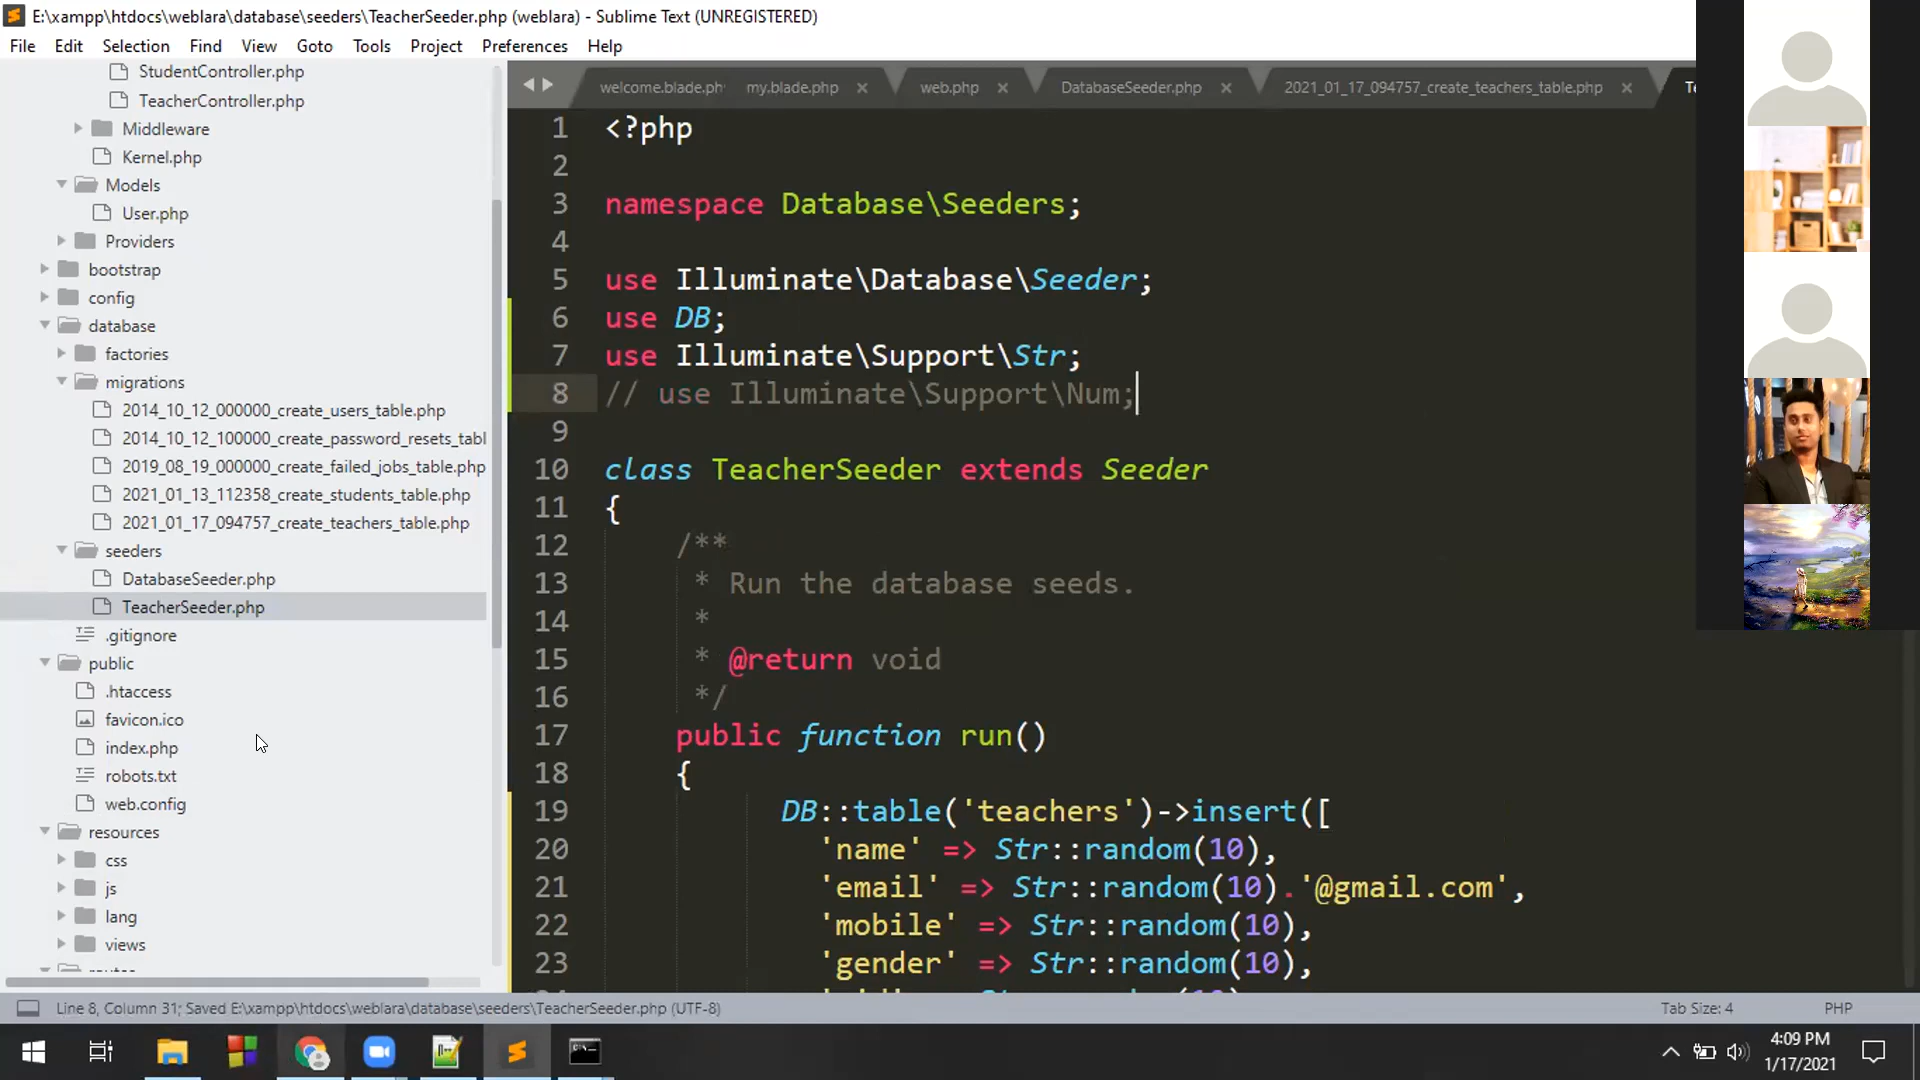 E:\xampp\htdocs\weblara\database\seeders\TeacherSeeder.php (weblara) - Sublime Text (UNREGISTERED)
File Edit Selection Find View Goto Tools Project Preferences Help
StudentController.php
TeacherController.php
Middleware
Kernel.php
Models
User.php
Providers
bootstrap
config
database
factories
migrations
2014_10_12_000000_create_users_table.php
2014_10_12_100000_create_password_resets_tabl
2019_08_19_000000_create_failed_jobs_table.php
2021_01_13_112358_create_students_table.php
2021_01_17_094757_create_teachers_table.php
seeders
DatabaseSeeder.php
TeacherSeeder.php
.gitignore
public
.htaccess
favicon.ico
index.php
robots.txt
web.config
resources
css
js
lang
views
welcome.blade.ph my.blade.php web.php DatabaseSeeder.php 2021_01_17_094757_create_teachers_table.php Te
1 <?php
2
3 namespace Database\Seeders;
4
5 use Illuminate\Database\Seeder;
6 use DB;
7 use Illuminate\Support\Str;
8 // use Illuminate\Support\Num;
9
10 class TeacherSeeder extends Seeder
11 {
12 /**
13 * Run the database seeds.
14 *
15 * @return void
16 */
17 public function run()
18 {
19 DB::table('teachers')->insert([
20 'name' => Str::random(10),
21 'email' => Str::random(10).'@gmail.com',
22 'mobile' => Str::random(10),
23 'gender' => Str::random(10),
Line 8, Column 31; Saved E:\xampp\htdocs\weblara\database\seeders\TeacherSeeder.php (UTF-8)
Tab Size: 4 PHP
4:09 PM
1/17/2021